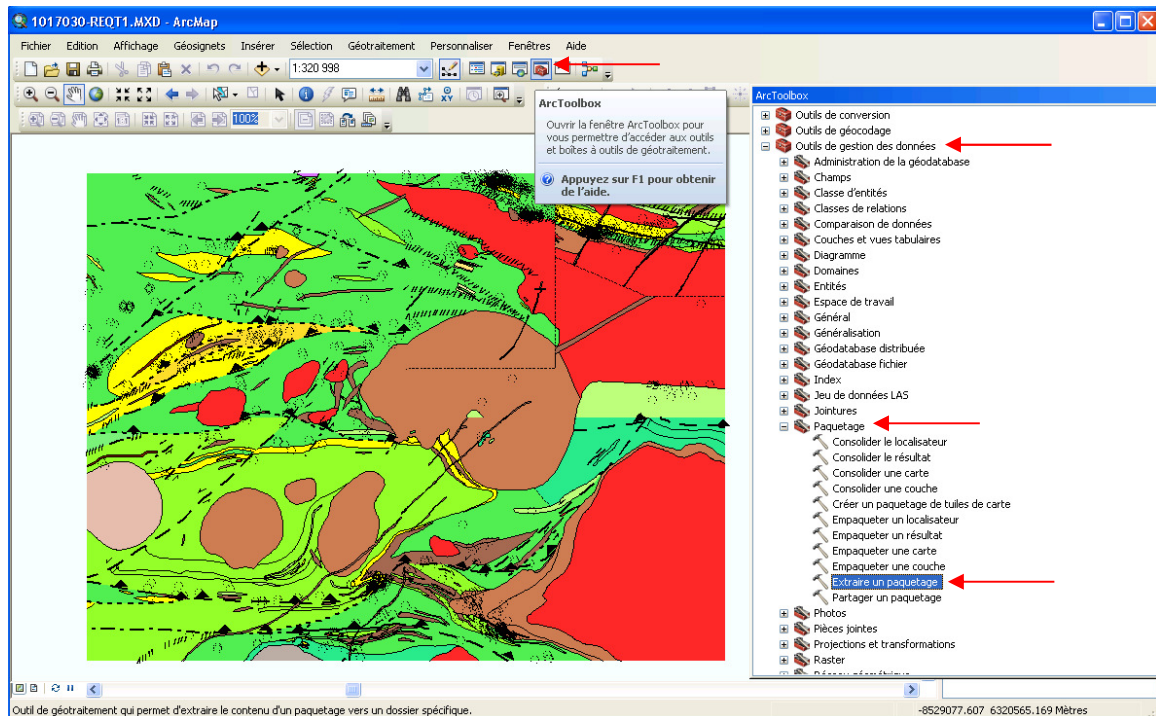 1017030-REQT1.MXD - ArcMap
Fichier Edition Affichage Géosignets Insérer Sélection Géotraitement Personnaliser Fenêtres Aide
1:320 998
100%
ArcToolbox
Ouvrir la fenêtre ArcToolbox pour
vous permettre d'accéder aux outils
et boîtes à outils de géotraitement.
Appuyez sur F1 pour obtenir
de l'aide.
ArcToolbox
Outils de conversion
Outils de géocodage
Outils de gestion des données
Administration de la géodatabase
Champs
Classe d'entités
Classes de relations
Comparaison de données
Couches et vues tabulaires
Diagramme
Domaines
Entités
Espace de travail
Général
Généralisation
Géodatabase distribuée
Géodatabase fichier
Index
Jeu de données LAS
Jointures
Paquetage
Consolider le localisateur
Consolider le résultat
Consolider une carte
Consolider une couche
Créer un paquetage de tuiles de carte
Empaqueter un localisateur
Empaqueter un résultat
Empaqueter une carte
Empaqueter une couche
Extraire un paquetage
Partager un paquetage
Photos
Pièces jointes
Projections et transformations
Raster
Outil de géotraitement qui permet d'extraire le contenu d'un paquetage vers un dossier spécifique.
-8529077.607 6320565.169 Mètres